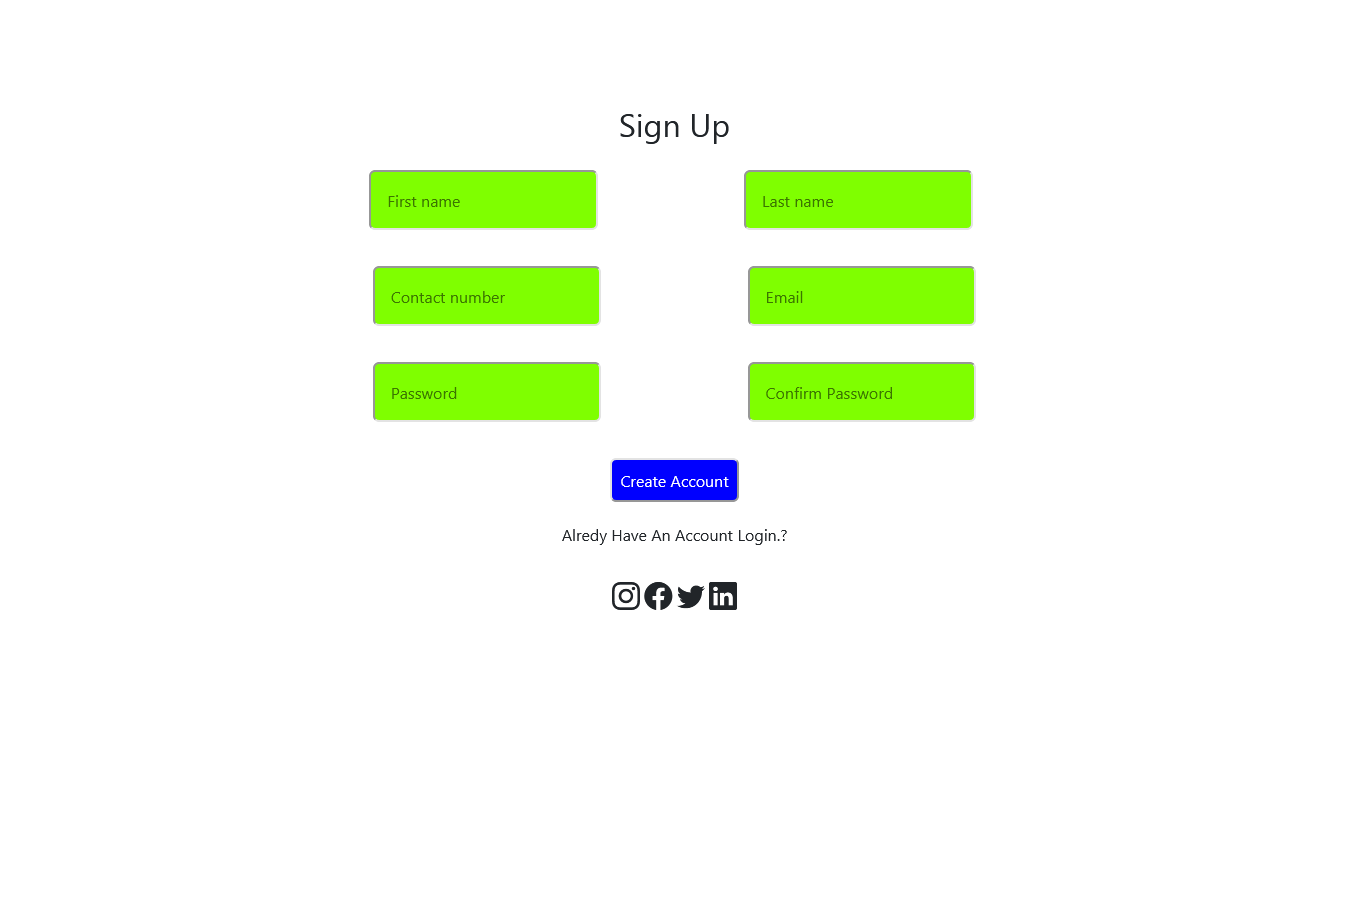 Sign Up
First name Last name
Contact number Email
Password Confirm Password
Create Account
Alredy Have An Account Login.?